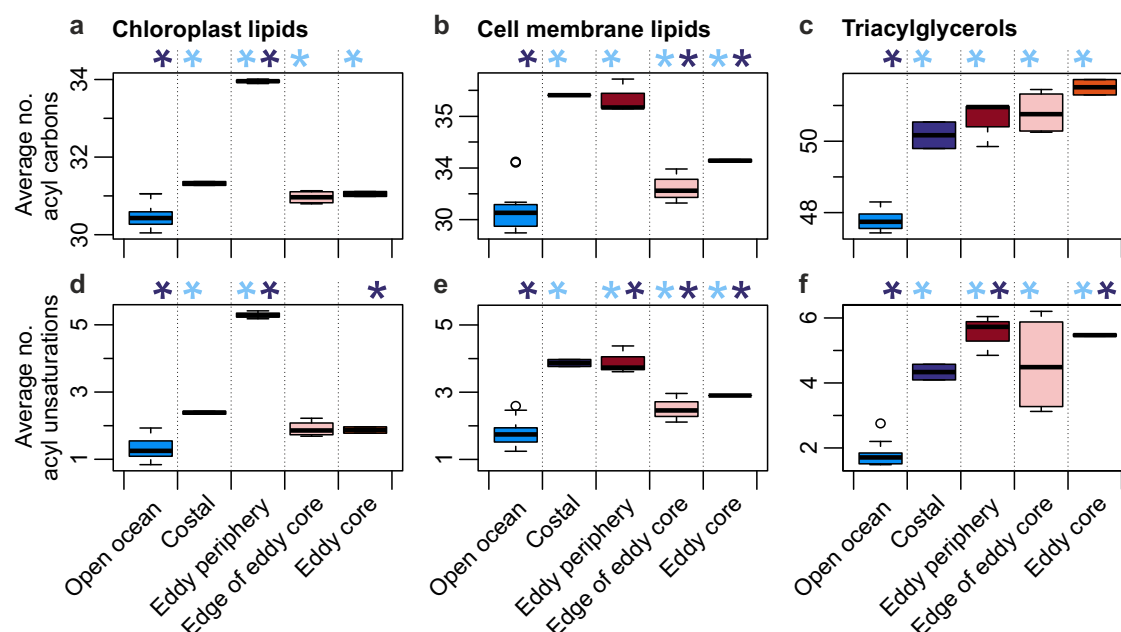 a Chloroplast lipids
b Cell membrane lipids
c Triacylglycerols
* * * * * *
* * * * * * *
* * * * *
Average no.
acyl carbons
34
31
30
35
34
30
50
48
d
e
f
* * * * *
* * * * * * * *
* * * * * * *
Average no.
acyl unsaturations
5
3
1
5
3
1
6
4
2
Open ocean
Costal
Eddy periphery
Edge of eddy core
Eddy core
Open ocean
Costal
Eddy periphery
Edge of eddy core
Eddy core
Open ocean
Costal
Eddy periphery
Edge of eddy core
Eddy core